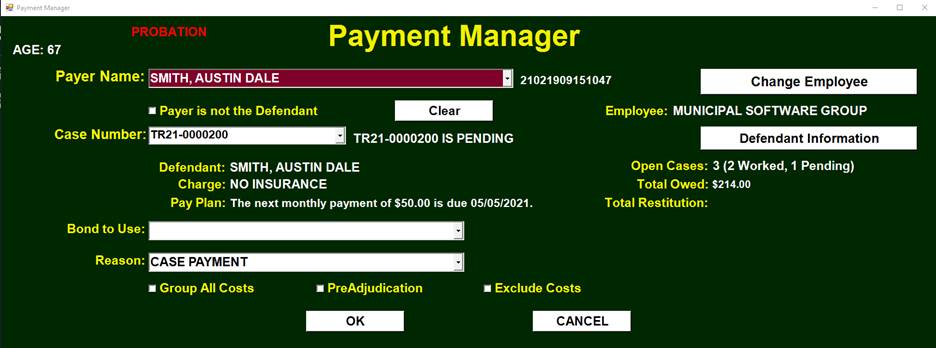 Payment Manager
PROBATION
Payment Manager
AGE: 67
Payer Name: SMITH, AUSTIN DALE 21021909151047 Change Employee
Payer is not the Defendant Clear Employee: MUNICIPAL SOFTWARE GROUP
Case Number: TR21-0000200 TR21-0000200 IS PENDING Defendant Information
Defendant: SMITH, AUSTIN DALE Open Cases: 3 (2 Worked, 1 Pending)
Charge: NO INSURANCE Total Owed: $214.00
Pay Plan: The next monthly payment of $50.00 is due 05/05/2021. Total Restitution:
Bond to Use:
Reason: CASE PAYMENT
Group All Costs PreAdjudication Exclude Costs
OK CANCEL